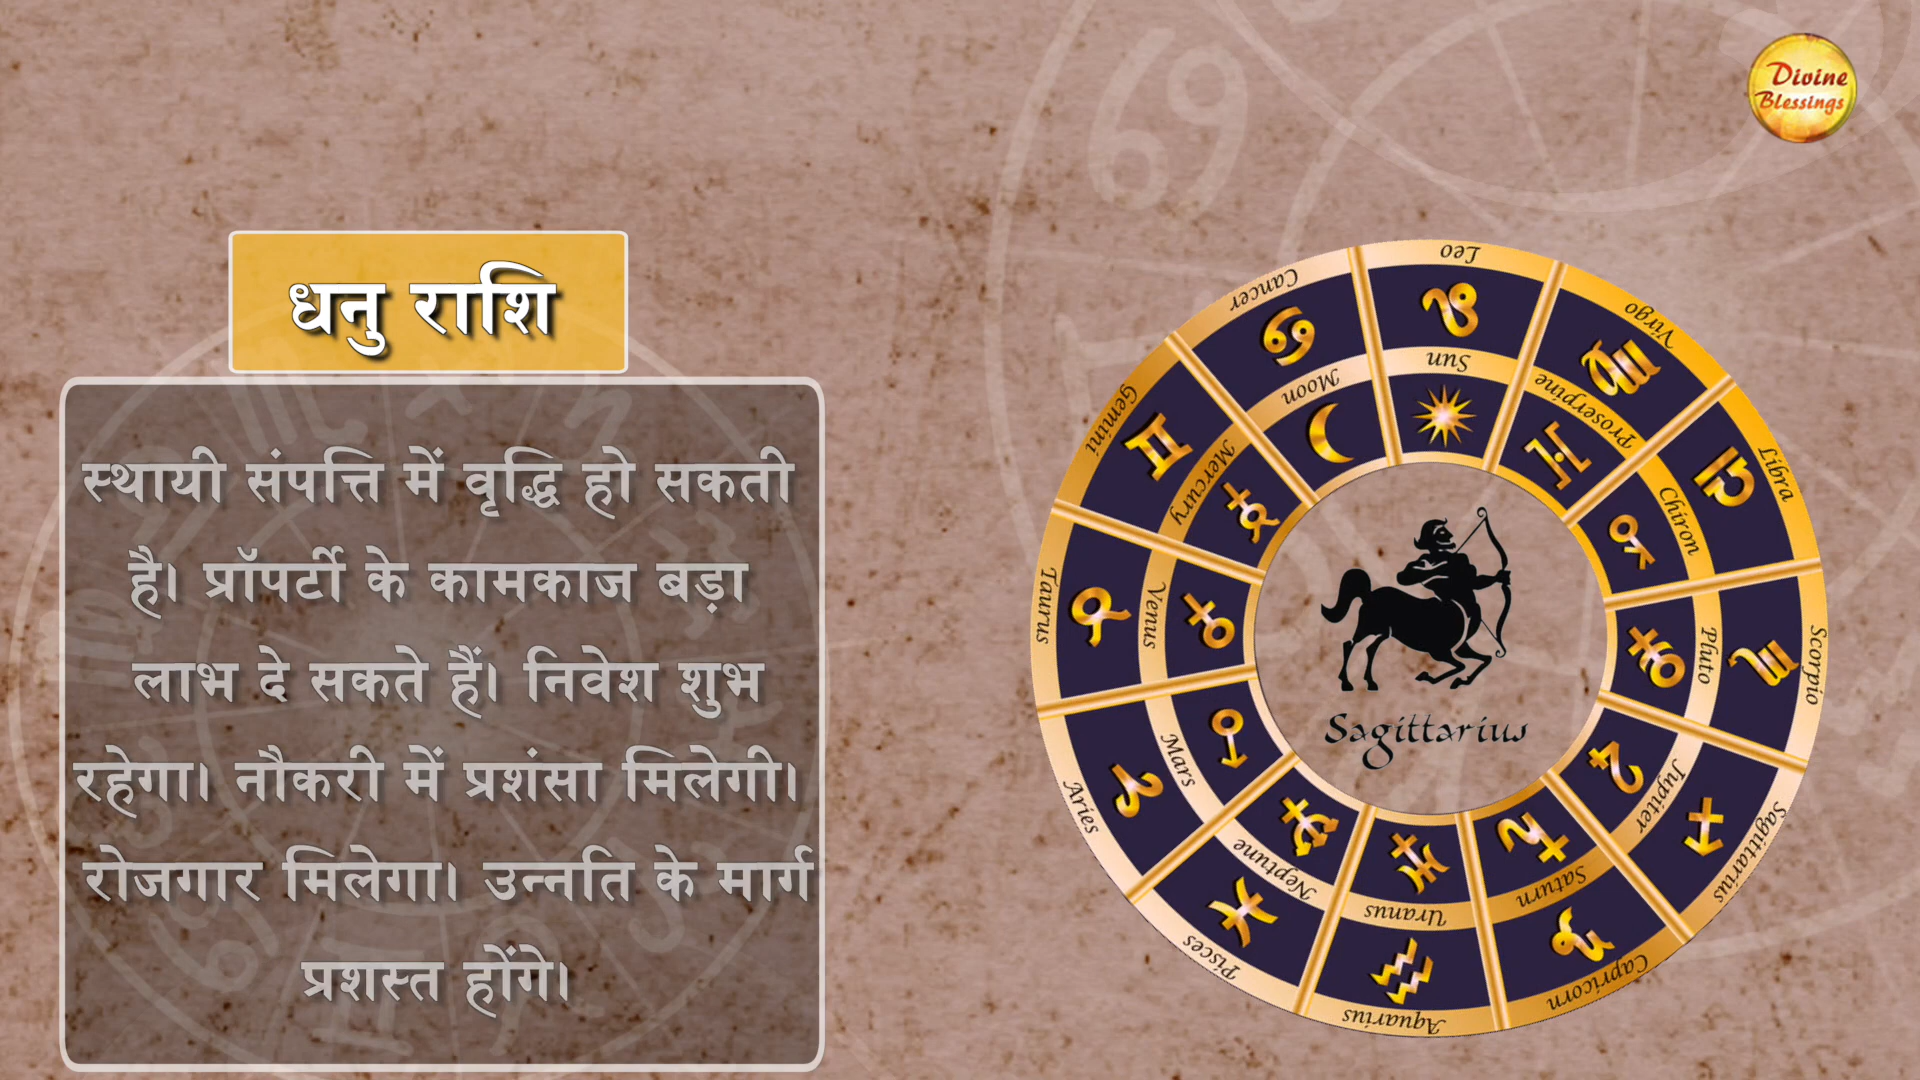 Divine
Blessings
धनु राशि
स्थायी संपत्ति में वृद्धि हो सकती
है। प्रॉपर्टी के कामकाज बड़ा
लाभ दे सकते हैं। निवेश शुभ
रहेगा। नौकरी में प्रशंसा मिलेगी।
रोजगार मिलेगा। उन्नति के मार्ग
प्रशस्त होंगे।
Leo
Virgo
Libra
Scorpio
Sagittarius
Capricorn
Aquarius
Pisces
Aries
Taurus
Gemini
Cancer
Sun
Proserpine
Chiron
Pluto
Jupiter
Saturn
Uranus
Neptune
Mars
Venus
Mercury
Moon
Sagittarius